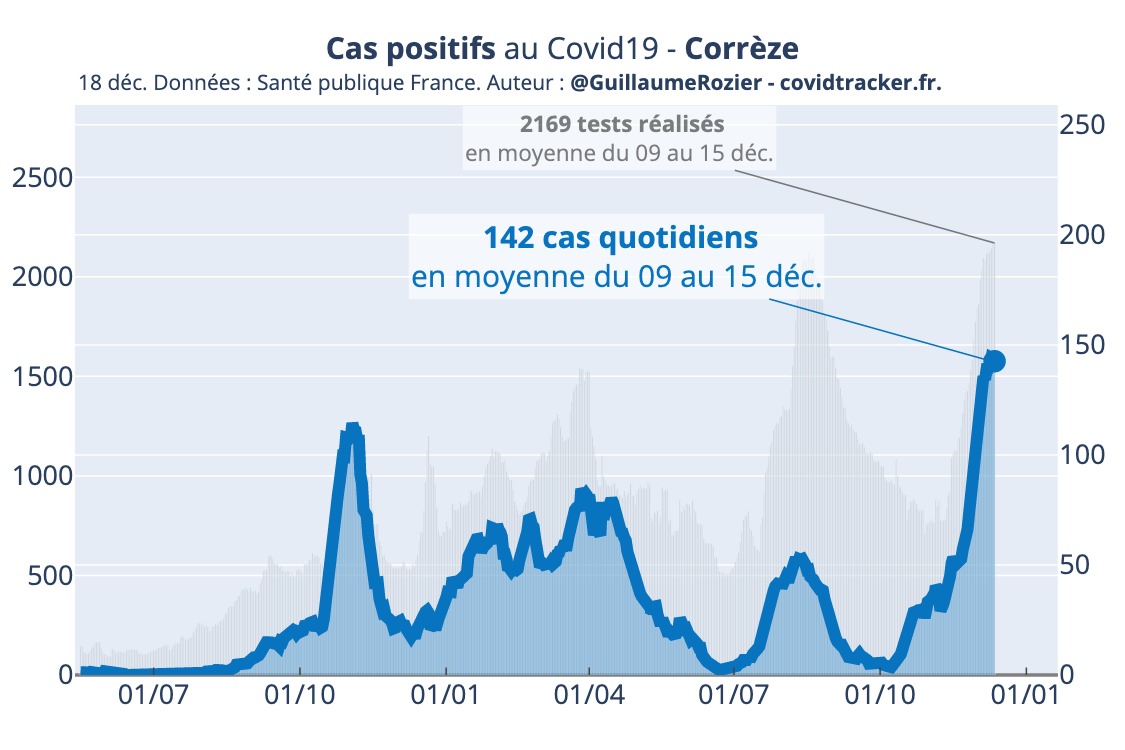 Cas positifs au Covid19 - Corrèze
18 déc. Données : Santé publique France. Auteur : @GuillaumeRozier - covidtracker.fr.
2169 tests réalisés
en moyenne du 09 au 15 déc.
142 cas quotidiens
en moyenne du 09 au 15 déc.
2500
2000
1500
1000
500
0
250
200
150
100
50
0
01/07 01/10 01/01 01/04 01/07 01/10 01/01